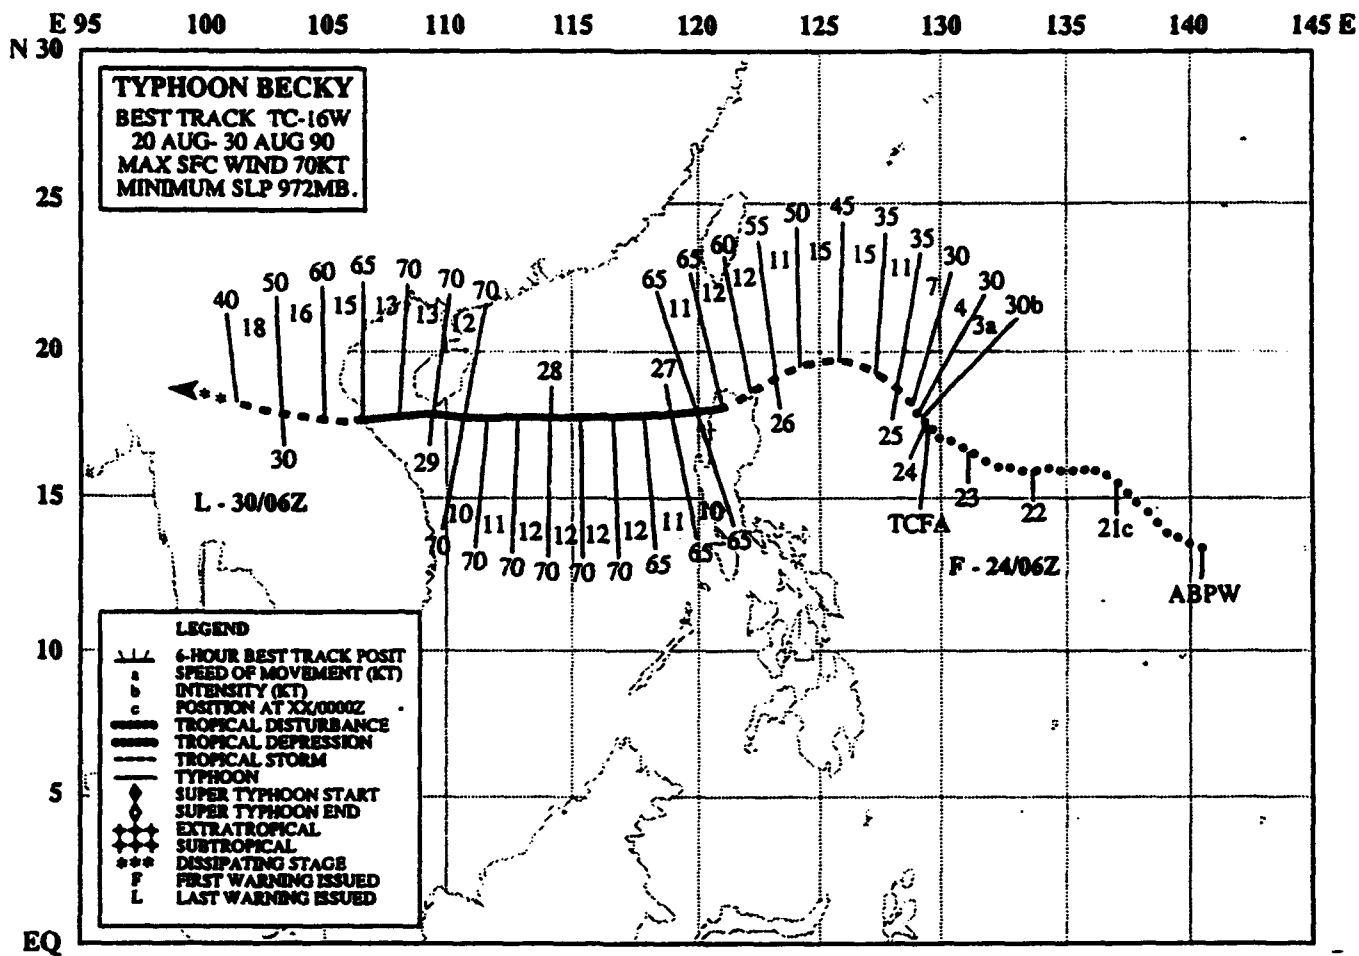 E 95 100 105 110 115 120 125 130 135 140 145 E
N 30
TYPHOON BECKY
BEST TRACK TC-16W
20 AUG- 30 AUG 90
MAX SFC WIND 70KT
MINIMUM SLP 972MB.
25
20
15
10
5
EQ
40 50 60 65 70 70 70
18 16 15 13 13 12
65 65 60 55 50 45 35 35 30 30 30b
11 12 12 11 15 15 11 7 4 3a
28 27
30 29
26 25 24 23 22 21c
L - 30/06Z
TCFA
F - 24/06Z
ABPW
10 11 12 12 12 12 11 10
70 70 70 70 70 70 65 65 65
LEGEND
6-HOUR BEST TRACK POSIT
a SPEED OF MOVEMENT (KT)
b INTENSITY (KT)
c POSITION AT XX/0000Z
TROPICAL DISTURBANCE
TROPICAL DEPRESSION
TROPICAL STORM
TYPHOON
SUPER TYPHOON START
SUPER TYPHOON END
EXTRATROPICAL
SUBTROPICAL
*** DISSIPATING STAGE
F FIRST WARNING ISSUED
L LAST WARNING ISSUED